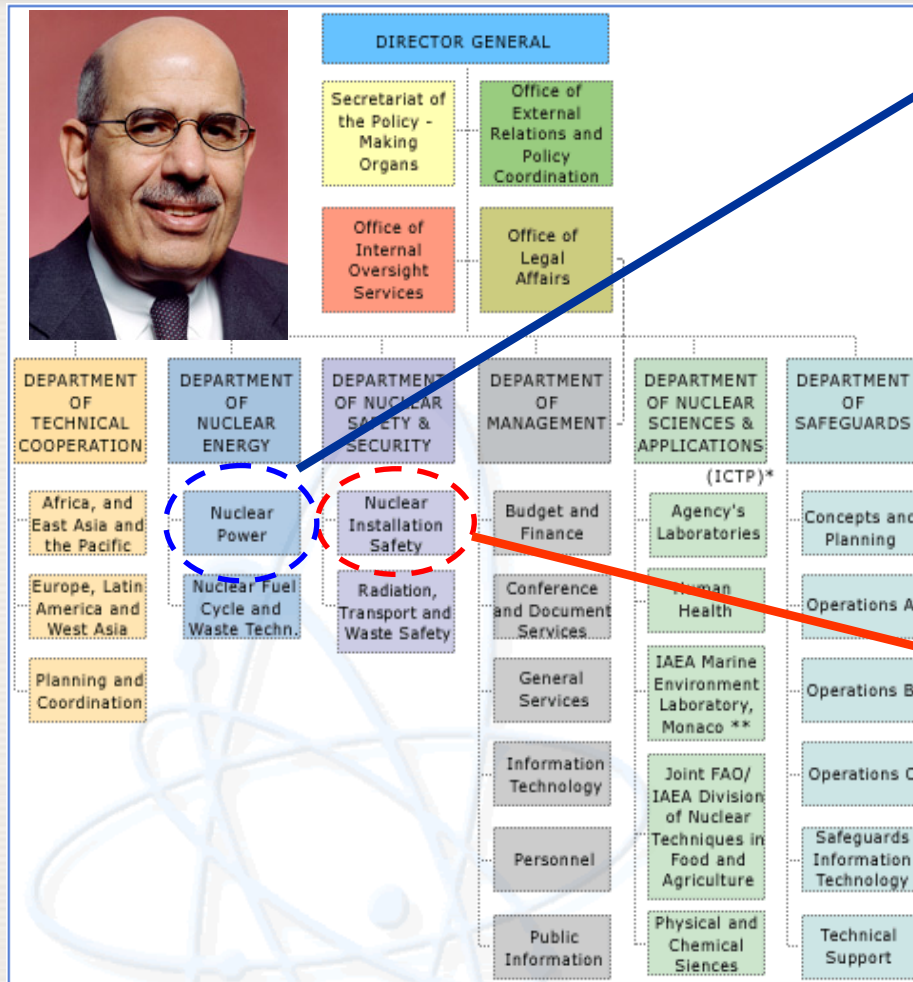 DIRECTOR GENERAL
Secretariat of
the Policy -
Making
Organs
Office of
External
Relations and
Policy
Coordination
Office of
Internal
Oversight
Services
Office of
Legal
Affairs
DEPARTMENT
OF
TECHNICAL
COOPERATION
Africa, and
East Asia and
the Pacific
Europe, Latin
America and
West Asia
Planning and
Coordination
DEPARTMENT
OF
NUCLEAR
ENERGY
Nuclear
Power
Nuclear Fuel
Cycle and
Waste Techn.
DEPARTMENT
OF NUCLEAR
SAFETY &
SECURITY
Nuclear
Installation
Safety
Radiation,
Transport and
Waste Safety
DEPARTMENT
OF
MANAGEMENT
Budget and
Finance
Conference
and Document
Services
General
Services
Information
Technology
Personnel
Public
Information
DEPARTMENT
OF NUCLEAR
SCIENCES &
APPLICATIONS
(ICTP)*
Agency's
Laboratories
Human
Health
IAEA Marine
Environment
Laboratory,
Monaco **
Joint FAO/
IAEA Division
of Nuclear
Techniques in
Food and
Agriculture
Physical and
Chemical
Siences
DEPARTMENT
OF
SAFEGUARDS
Concepts and
Planning
Operations A
Operations B
Operations C
Safeguards
Information
Technology
Technical
Support